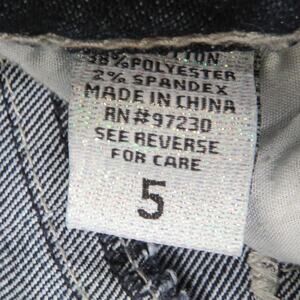 38% POLYESTER
2% SPANDEX
MADE IN CHINA
RN#97230
SEE REVERSE
FOR CARE
5